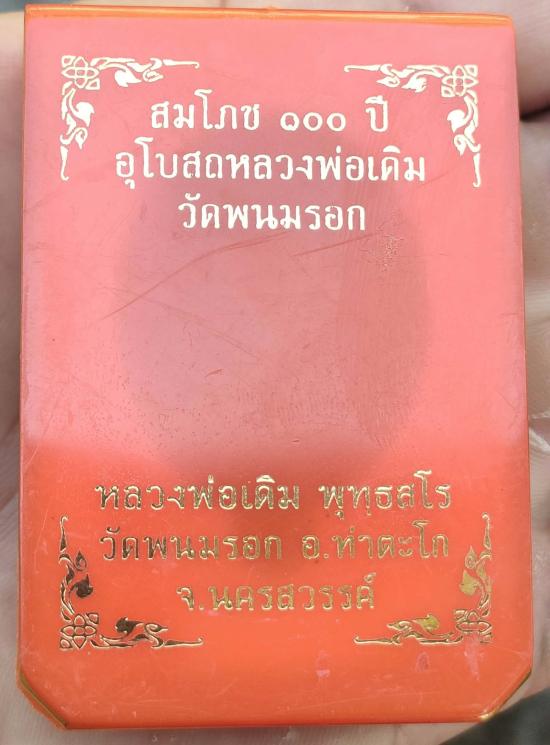 สมโภช ๑๐๐ ปี
อุโบสถหลวงพ่อเดิม
วัดพนมรอก
หลวงพ่อเดิม พุทฺธสโร
วัดพนมรอก อ.ท่าตะโก
จ.นครสวรรค์